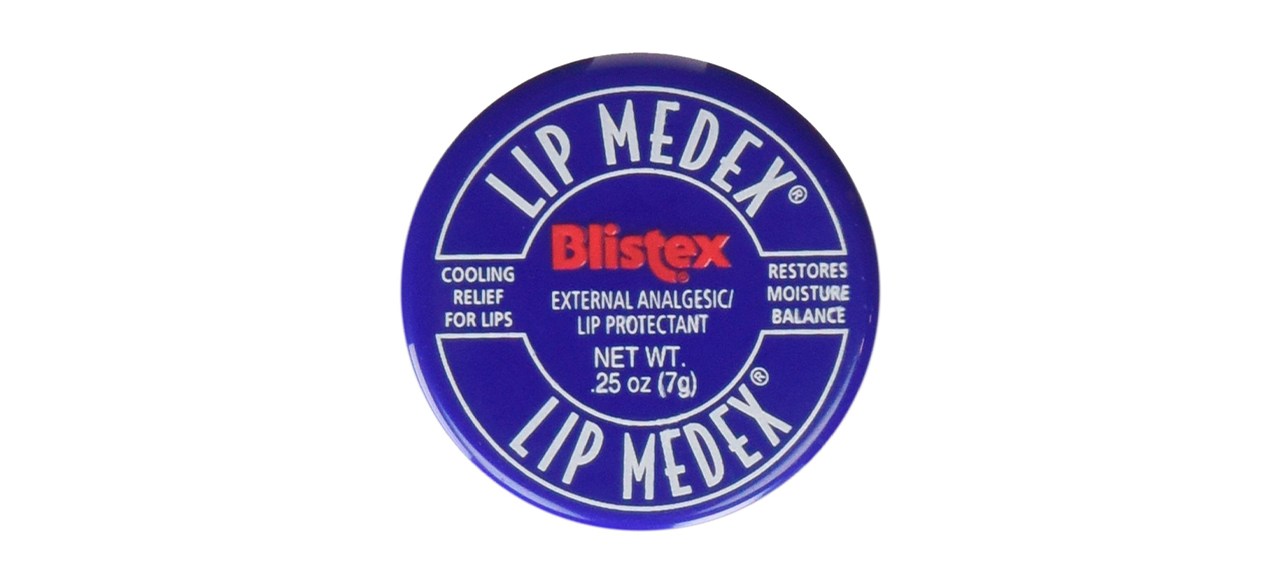 LIP MEDEX®
Blistex®
COOLING
RELIEF
FOR LIPS
EXTERNAL ANALGESIC/
LIP PROTECTANT
RESTORES
MOISTURE
BALANCE
NET WT.
.25 oz (7g)
LIP MEDEX®